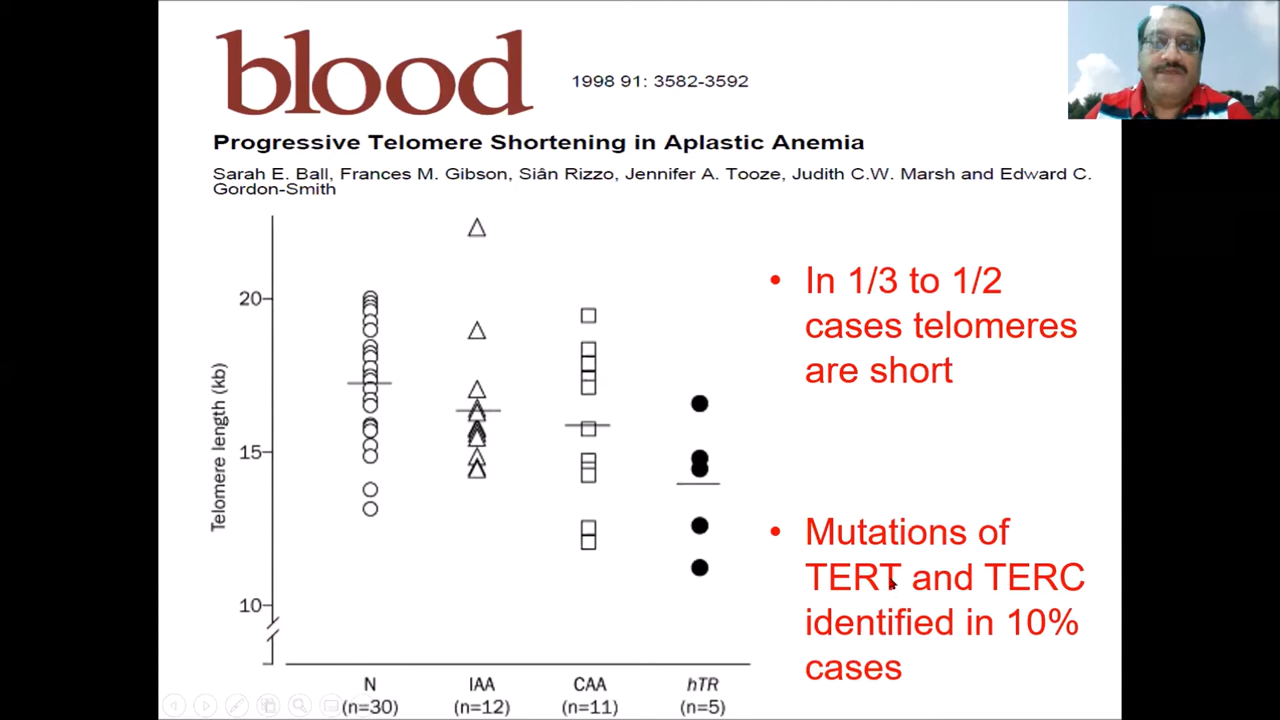 blood
1998 91: 3582-3592
Progressive Telomere Shortening in Aplastic Anemia
Sarah E. Ball, Frances M. Gibson, Siân Rizzo, Jennifer A. Tooze, Judith C.W. Marsh and Edward C.
Gordon-Smith
Telomere length (kb)
20
15
10
N
(n=30)
IAA
(n=12)
CAA
(n=11)
hTR
(n=5)
• In 1/3 to 1/2
cases telomeres
are short
• Mutations of
TERT and TERC
identified in 10%
cases